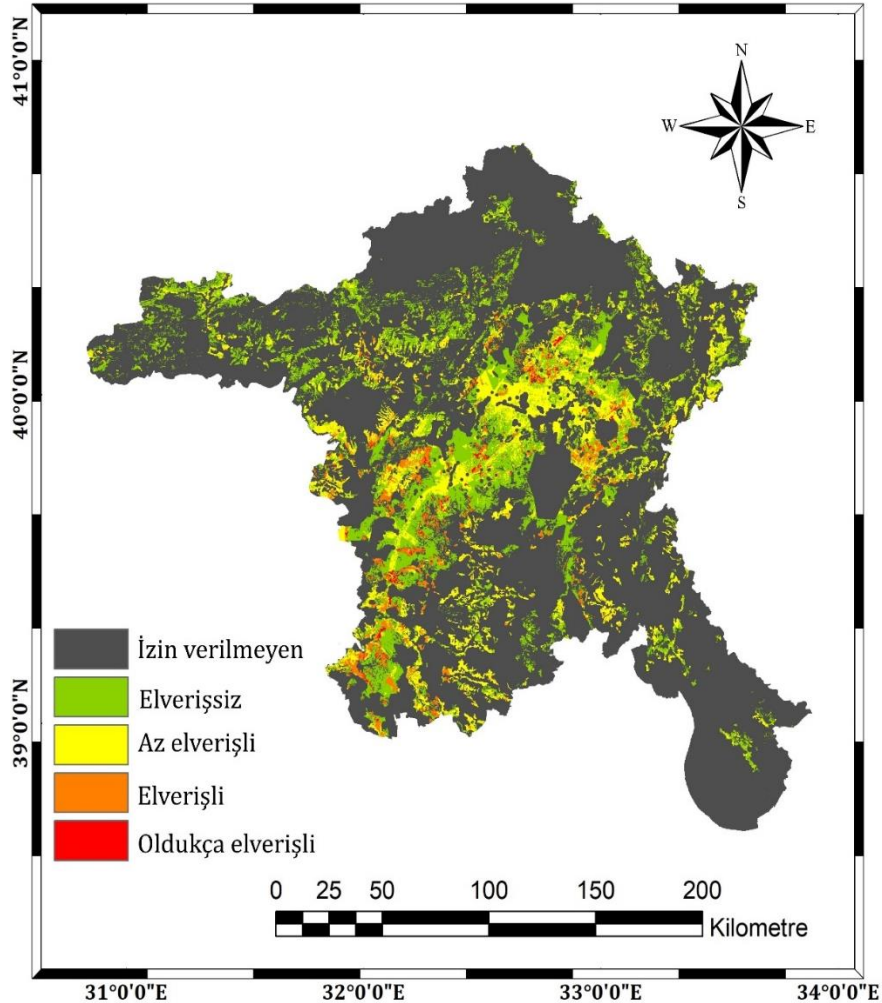 41°0'0"N
40°0'0"N
39°0'0"N
N
W
E
S
İzin verilmeyen
Elverişsiz
Az elverişli
Elverişli
Oldukça elverişli
0 25 50 100 150 200
Kilometre
31°0'0"E 32°0'0"E 33°0'0"E 34°0'0"E